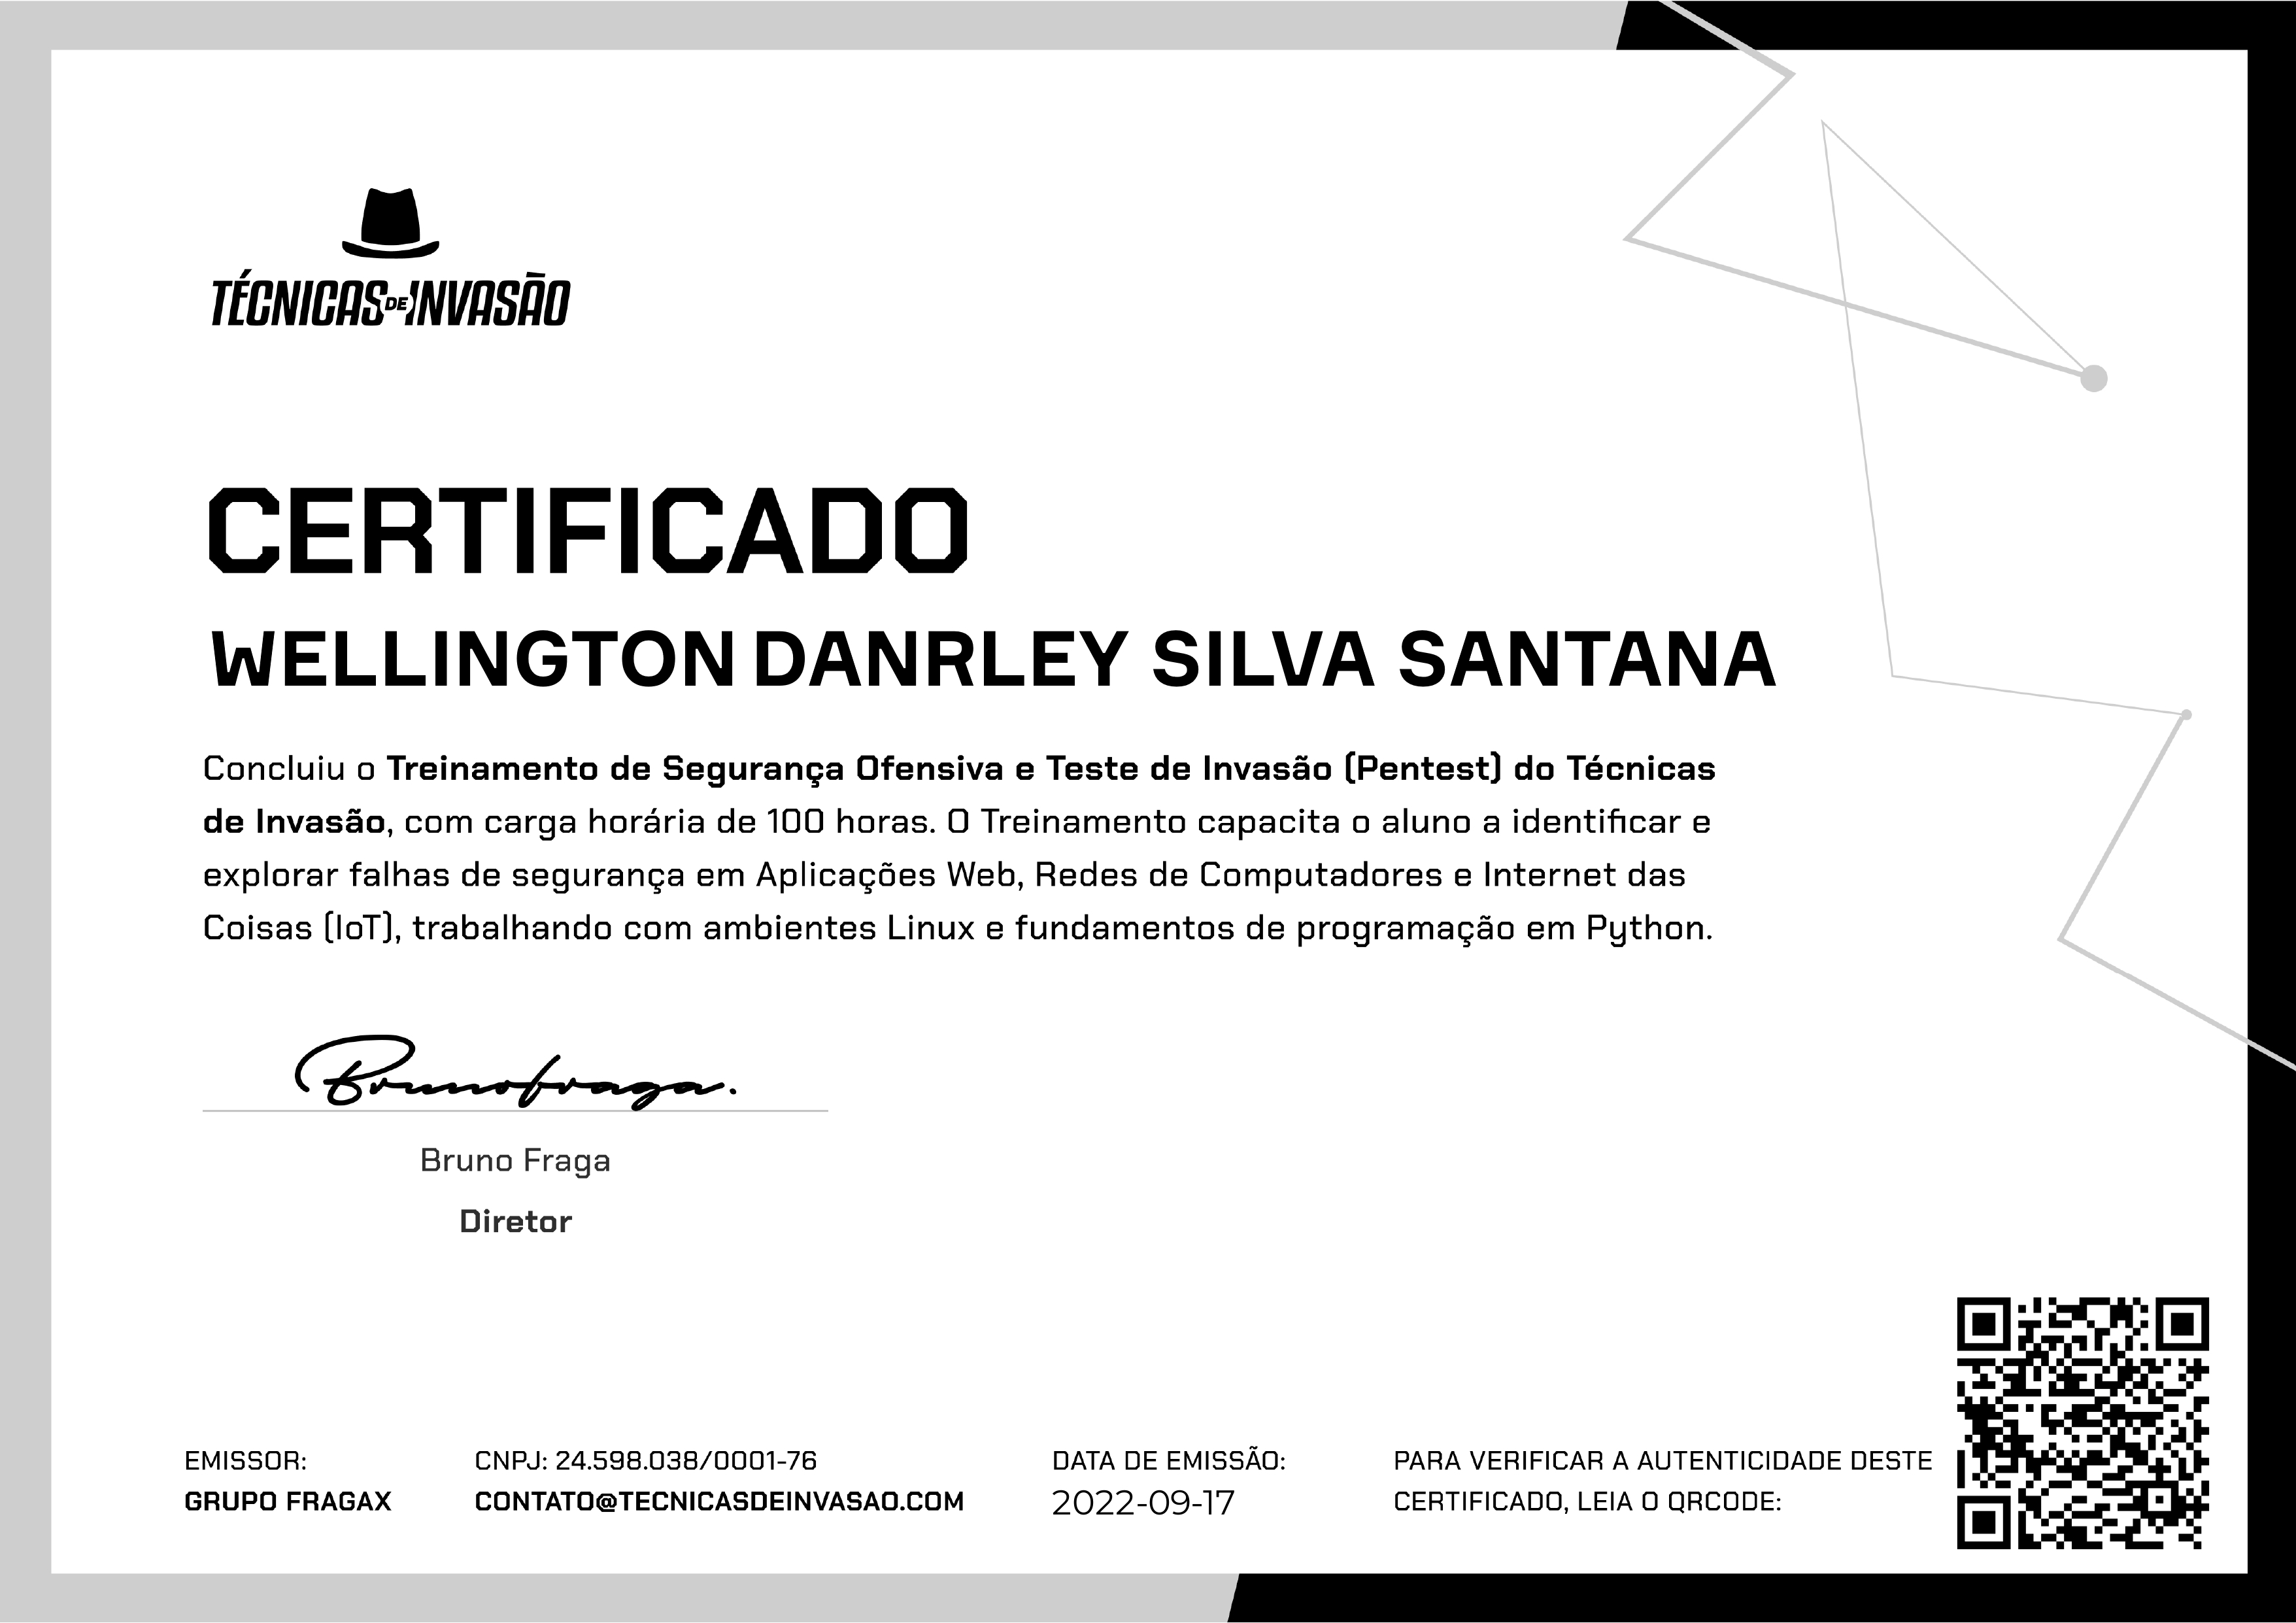 TÉCNICAS DE INVASÃO
CERTIFICADO
WELLINGTON DANRLEY SILVA SANTANA
Concluiu o Treinamento de Segurança Ofensiva e Teste de Invasão (Pentest) do Técnicas
de Invasão, com carga horária de 100 horas. O Treinamento capacita o aluno a identificar e
explorar falhas de segurança em Aplicações Web, Redes de Computadores e Internet das
Coisas (IoT), trabalhando com ambientes Linux e fundamentos de programação em Python.
Bruno fraga.
Bruno Fraga
Diretor
EMISSOR:
GRUPO FRAGAX
CNPJ: 24.598.038/0001-76
CONTATO@TECNICASDEINVASAO.COM
DATA DE EMISSÃO:
2022-09-17
PARA VERIFICAR A AUTENTICIDADE DESTE
CERTIFICADO, LEIA O QRCODE: